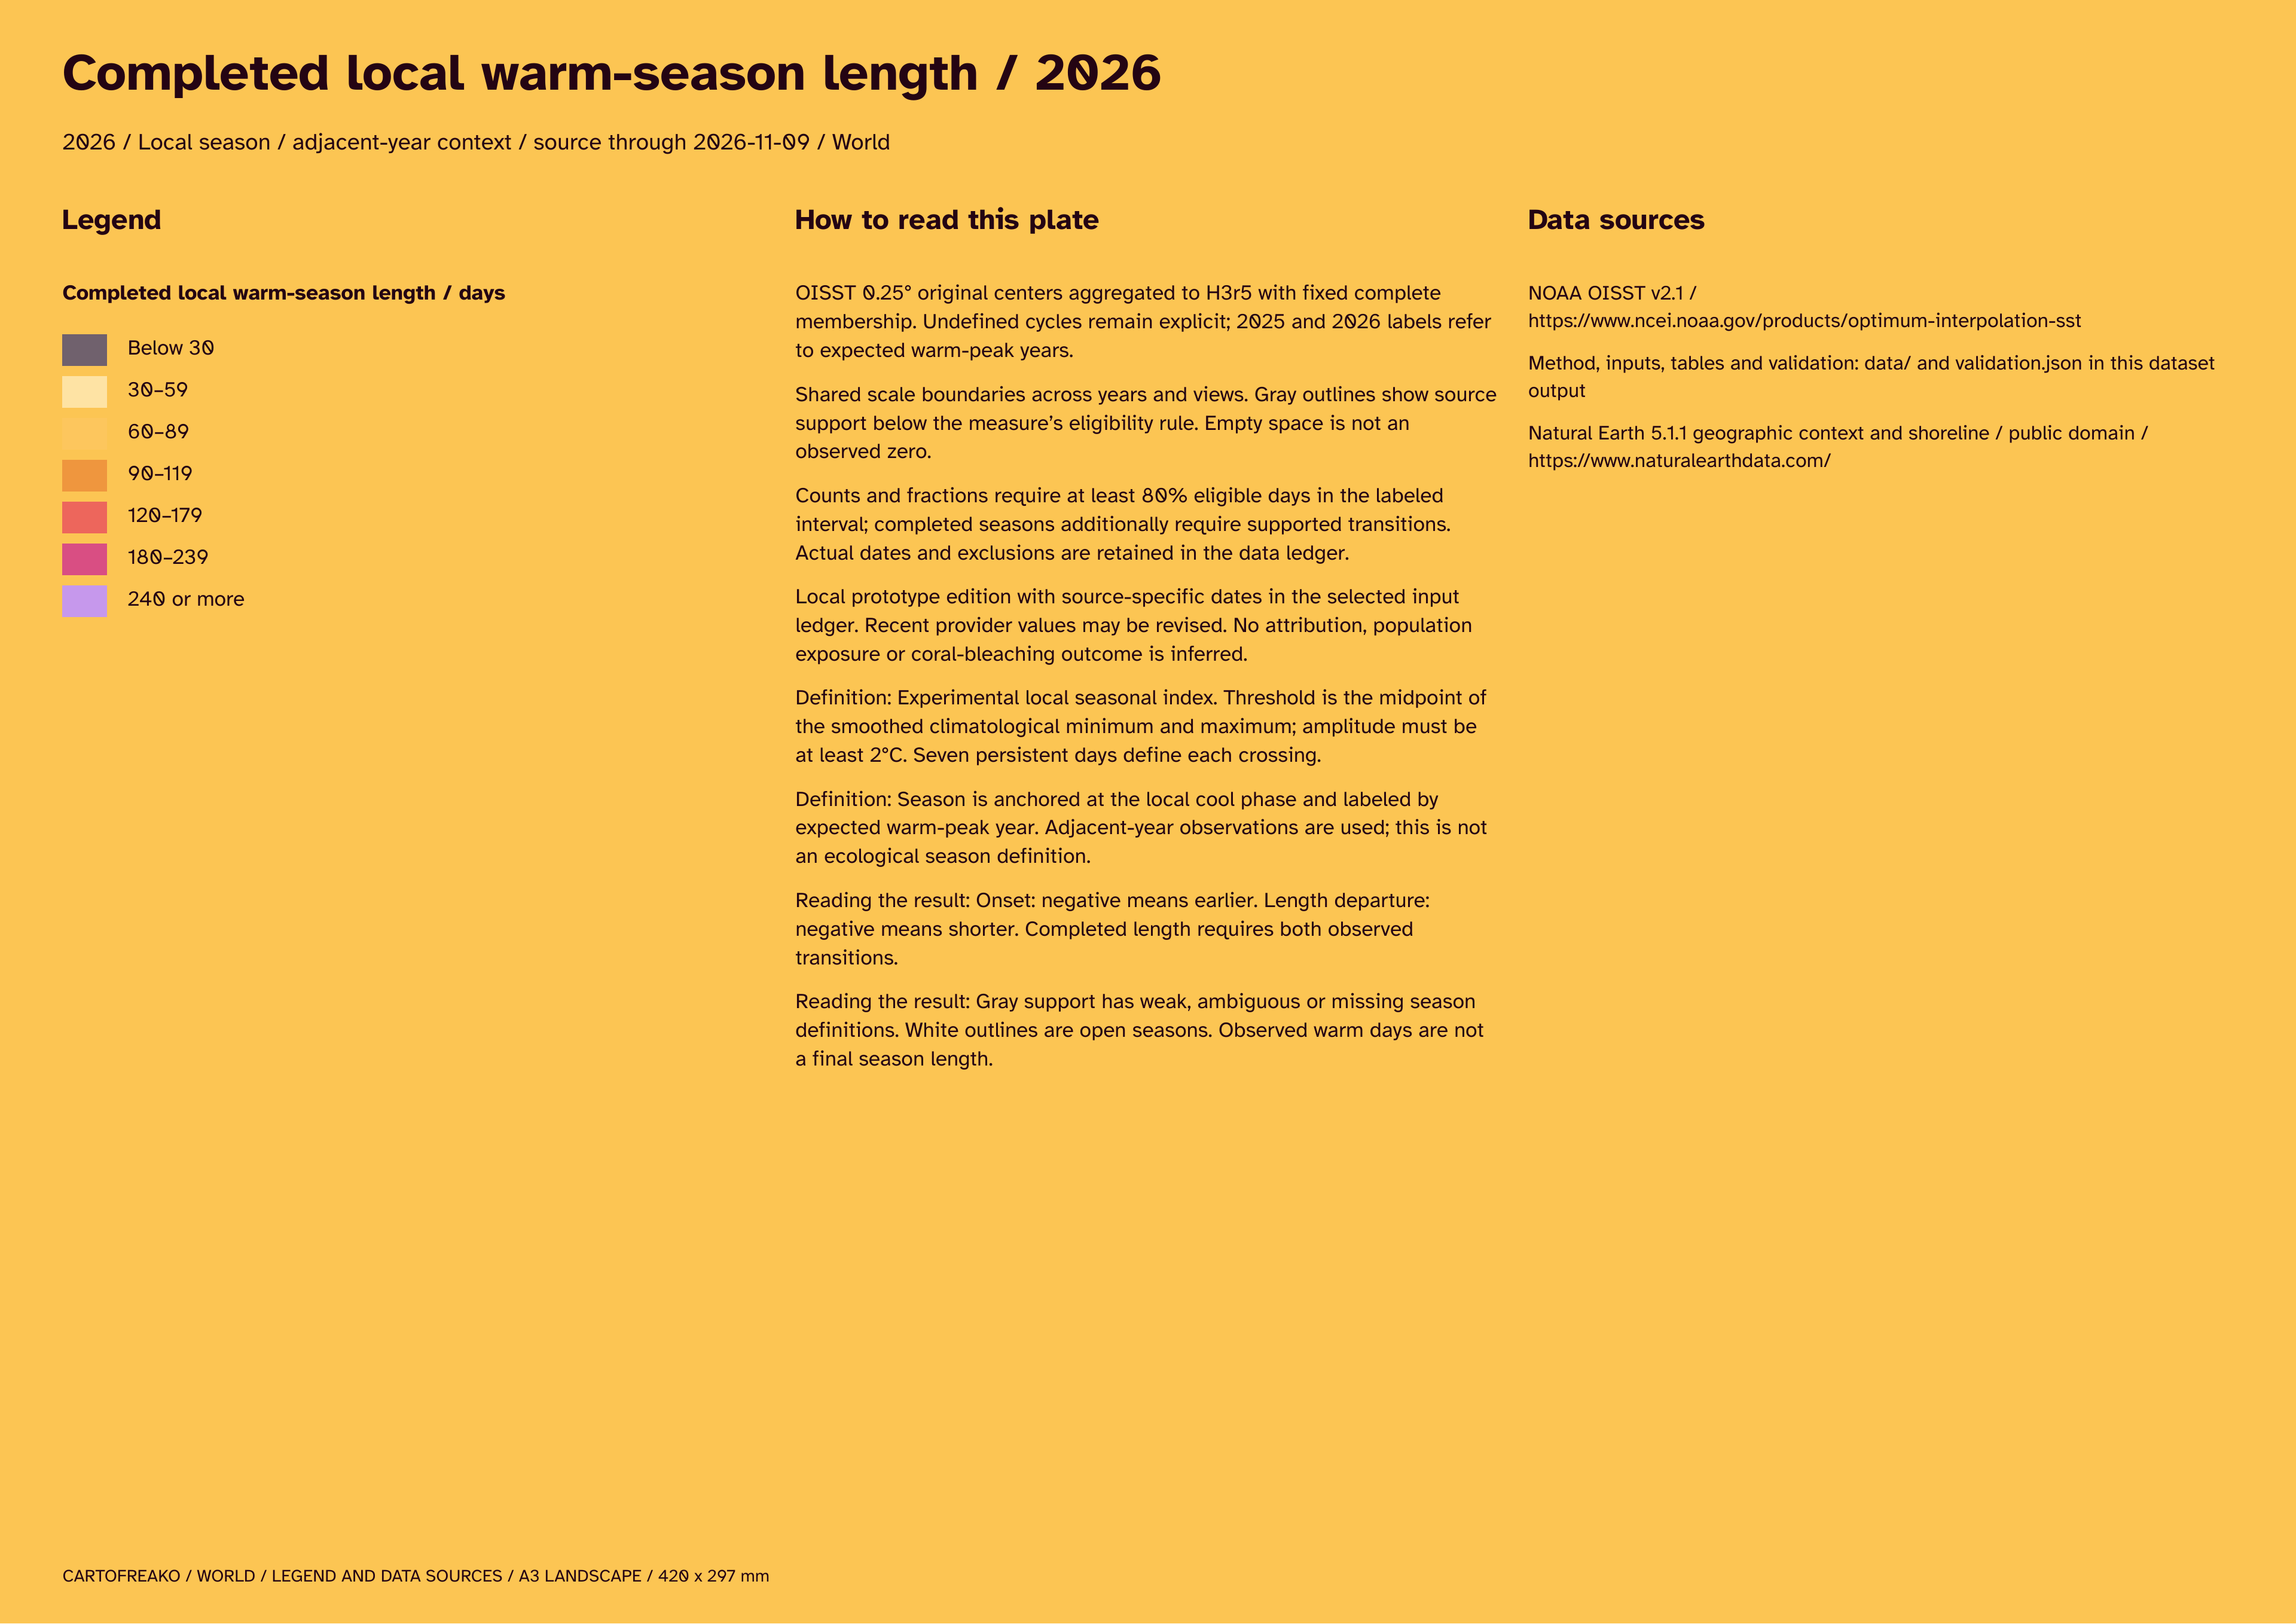 Completed local warm-season length / 2026
2026 / Local season / adjacent-year context / source through 2026-11-09 / World
Legend
Completed local warm-season length / days
Below 30
30–59
60–89
90–119
120–179
180–239
240 or more
How to read this plate
OISST 0.25° original centers aggregated to H3r5 with fixed complete
membership. Undefined cycles remain explicit; 2025 and 2026 labels refer
to expected warm-peak years.
Shared scale boundaries across years and views. Gray outlines show source
support below the measure’s eligibility rule. Empty space is not an
observed zero.
Counts and fractions require at least 80% eligible days in the labeled
interval; completed seasons additionally require supported transitions.
Actual dates and exclusions are retained in the data ledger.
Local prototype edition with source-specific dates in the selected input
ledger. Recent provider values may be revised. No attribution, population
exposure or coral-bleaching outcome is inferred.
Definition: Experimental local seasonal index. Threshold is the midpoint of
the smoothed climatological minimum and maximum; amplitude must be
at least 2°C. Seven persistent days define each crossing.
Definition: Season is anchored at the local cool phase and labeled by
expected warm-peak year. Adjacent-year observations are used; this is not
an ecological season definition.
Reading the result: Onset: negative means earlier. Length departure:
negative means shorter. Completed length requires both observed
transitions.
Reading the result: Gray support has weak, ambiguous or missing season
definitions. White outlines are open seasons. Observed warm days are not
a final season length.
Data sources
NOAA OISST v2.1 /
https://www.ncei.noaa.gov/products/optimum-interpolation-sst
Method, inputs, tables and validation: data/ and validation.json in this dataset
output
Natural Earth 5.1.1 geographic context and shoreline / public domain /
https://www.naturalearthdata.com/
CARTOFREAKO / WORLD / LEGEND AND DATA SOURCES / A3 LANDSCAPE / 420 x 297 mm